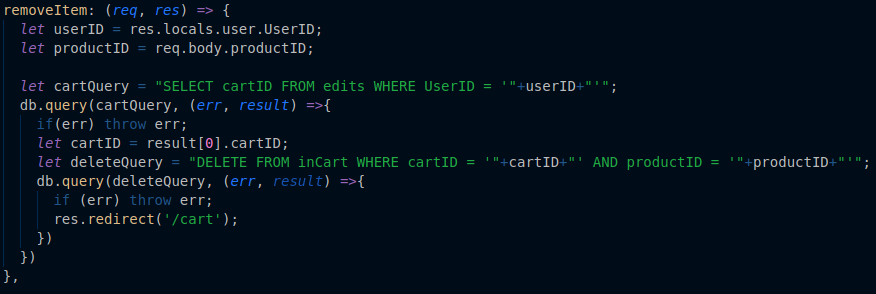 removeItem: (req, res) => {
let userID = res.locals.user.UserID;
let productID = req.body.productID;
let cartQuery = "SELECT cartID FROM edits WHERE UserID = '"+userID+"'";
db.query(cartQuery, (err, result) =>{
if(err) throw err;
let cartID = result[0].cartID;
let deleteQuery = "DELETE FROM inCart WHERE cartID = '"+cartID+"' AND productID = '"+productID+"'";
db.query(deleteQuery, (err, result) =>{
if (err) throw err;
res.redirect('/cart');
})
})
},